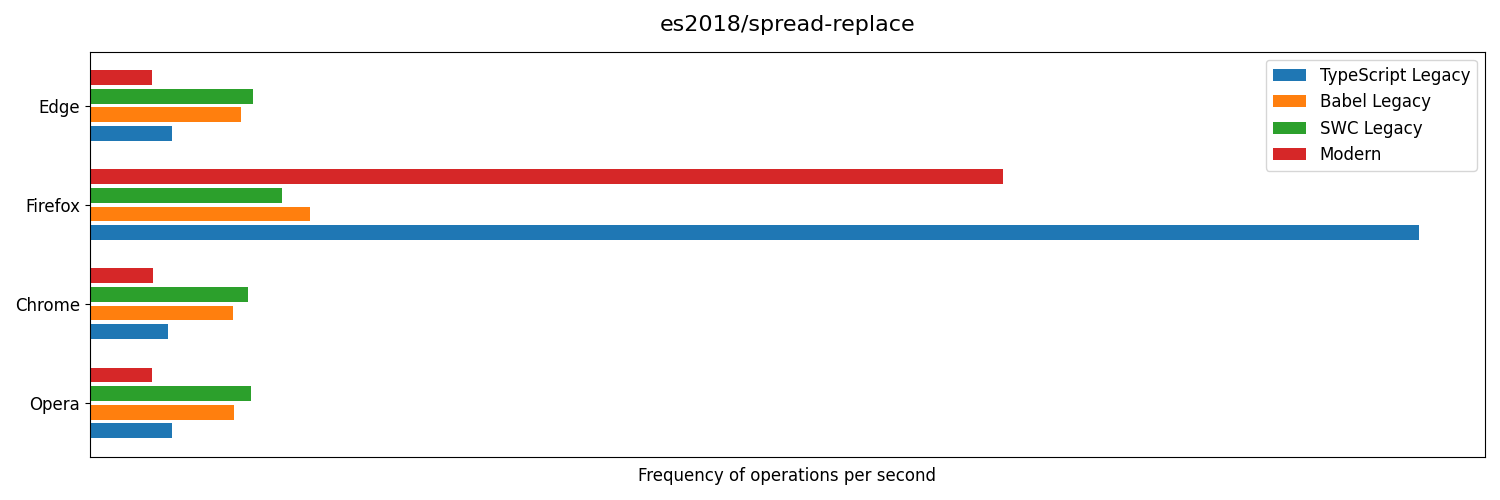 es2018/spread-replace
TypeScript Legacy
Babel Legacy
SWC Legacy
Modern
Edge
Firefox
Chrome
Opera
Frequency of operations per second